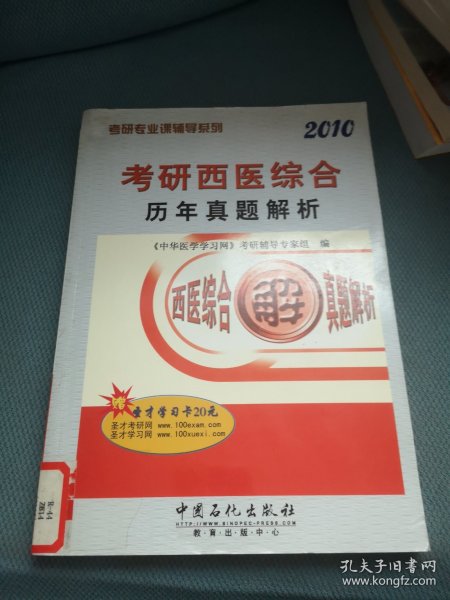 考研专业课辅导系列
2010
考研西医综合
历年真题解析
《中华医学学习网》考研辅导专家组 编
西医综合 解 真题解析
赠 圣才学习卡20元
圣才考研网 www.100exam.com
圣才学习网 www.100xuexi.com
R-44
Z814
中国石化出版社
HTTP://WWW.SINOPEC-PRESS.COM
教·育·出·版·中·心
孔夫子旧书网
www.kongfz.com